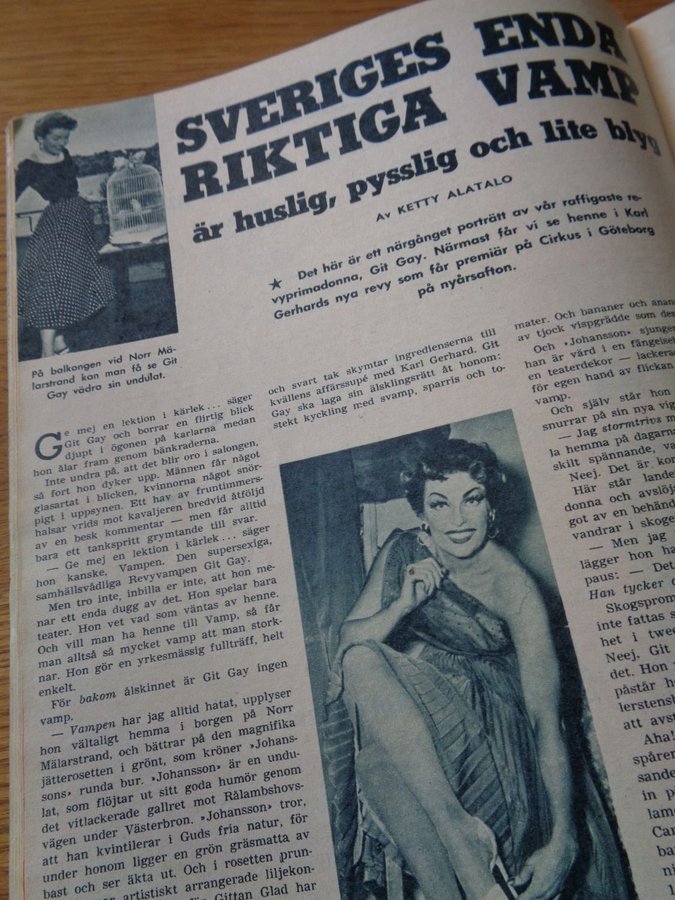 SVERIGES ENDA
RIKTIGA VAMP
är huslig, pysslig och lite blyg
Av KETTY ALATALO
★ Det här är ett närgånget porträtt av vår raffigaste re-
vyprimadonna, Git Gay. Närmast får vi se henne i Karl
Gerhards nya revy som får premiär på Cirkus i Göteborg
på nyårsafton.
På balkongen vid Norr Mä-
larstrand kan man få se Git
Gay vädra sin undulat.
Ge mej en lektion i kärlek... säger
Git Gay och borrar en flirtig blick
djupt i ögonen på karlarna medan
hon ålar fram genom bänkraderna.
Inte undra på, att det blir oro i salongen,
så fort hon dyker upp. Männen får något
glasartat i blicken, kvinnorna något snör-
pigt i uppsynen. Ett hav av fruntimmers-
halsar vrids mot kavaljeren bredvid åtföljd
av en besk kommentar — men får alltid
bara ett tankspritt grymtande till svar.
— Ge mej en lektion i kärlek... säger
hon kanske, Vampen. Den supersexiga,
samhällsvådliga Revyvampen Git Gay.
Men tro inte, inbilla er inte, att hon me-
nar ett enda dugg av det. Hon spelar bara
teater. Hon vet vad som väntas av henne.
Och vill man ha henne till Vamp, så får
man alltså så mycket vamp att man stork-
nar. Hon gör en yrkesmässig fullträff, helt
enkelt.
För bakom ålskinnet är Git Gay ingen
vamp.
— Vampen har jag alltid hatat, upplyser
hon vältaligt hemma i borgen på Norr
Mälarstrand, och bättrar på den magnifika
jätterosetten i grönt, som kröner »Johans-
sons» runda bur. »Johansson» är en undu-
lat, som flöjtar ut sitt goda humör genom
det vitlackerade gallret mot Rålambshovs-
vägen under Västerbron. »Johansson» tror,
att han kvintilerar i Guds fria natur, för
under honom ligger en grön gräsmatta av
bast och ser äkta ut. Och i rosetten prun-
artistiskt arrangerade liljekon-
Gittan Glad har
och svart tak skymtar ingredienserna till
kvällens affärssupé med Karl Gerhard. Git
Gay ska laga sin älsklingsrätt åt honom:
stekt kyckling med svamp, sparris och to-
mater. Och bananer och
av tjock vispgrädde som
Och »Johansson» sjunger
han är värd i en
en teaterdekor — 
för egen hand av flickan
vamp.
Och själv står hon
snurrar på sin nya
— Jag stormtrivs
la hemma på dagarna
skilt spännande,
Neej. Det är
Här står
donna och
got av en
vandrar i
— Men jag
lägger hon
paus: — Det
Han tycker
inte fattas
het i
Neej. Git
det. Hon
påstår
att
Aha!
spåren
in